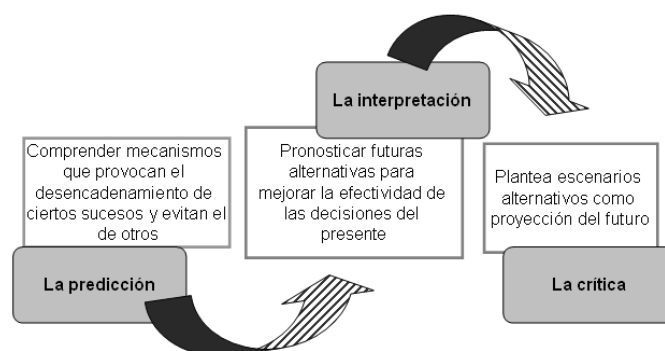 La interpretación
Comprender mecanismos
que provocan el
desencadenamiento de
ciertos sucesos y evitan el
de otros
La predicción
Pronosticar futuras
alternativas para
mejorar la efectividad de
las decisiones del
presente
Plantea escenarios
alternativos como
proyección del futuro
La crítica